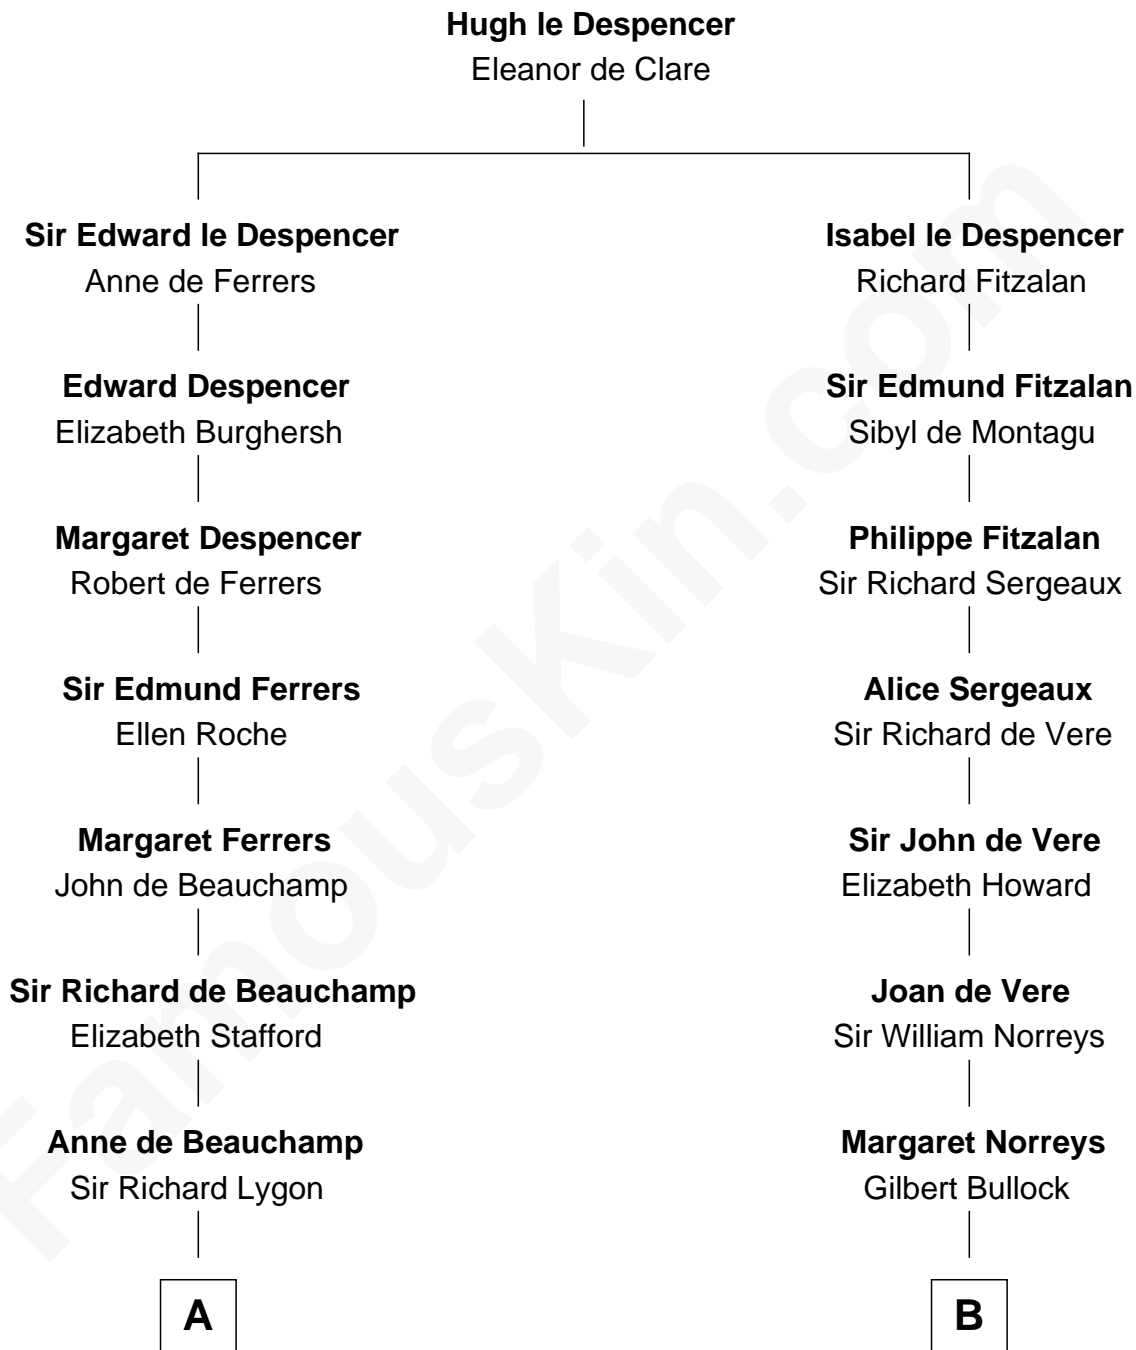 Hugh le Despencer
Eleanor de Clare
Sir Edward le Despencer
Anne de Ferrers
Isabel le Despencer
Richard Fitzalan
Edward Despencer
Elizabeth Burghersh
Sir Edmund Fitzalan
Sibyl de Montagu
Margaret Despencer
Robert de Ferrers
Philippe Fitzalan
Sir Richard Sergeaux
Sir Edmund Ferrers
Ellen Roche
Alice Sergeaux
Sir Richard de Vere
Margaret Ferrers
John de Beauchamp
Sir John de Vere
Elizabeth Howard
Sir Richard de Beauchamp
Elizabeth Stafford
Joan de Vere
Sir William Norreys
Anne de Beauchamp
Sir Richard Lygon
Margaret Norreys
Gilbert Bullock
A
B
FamousKin.com